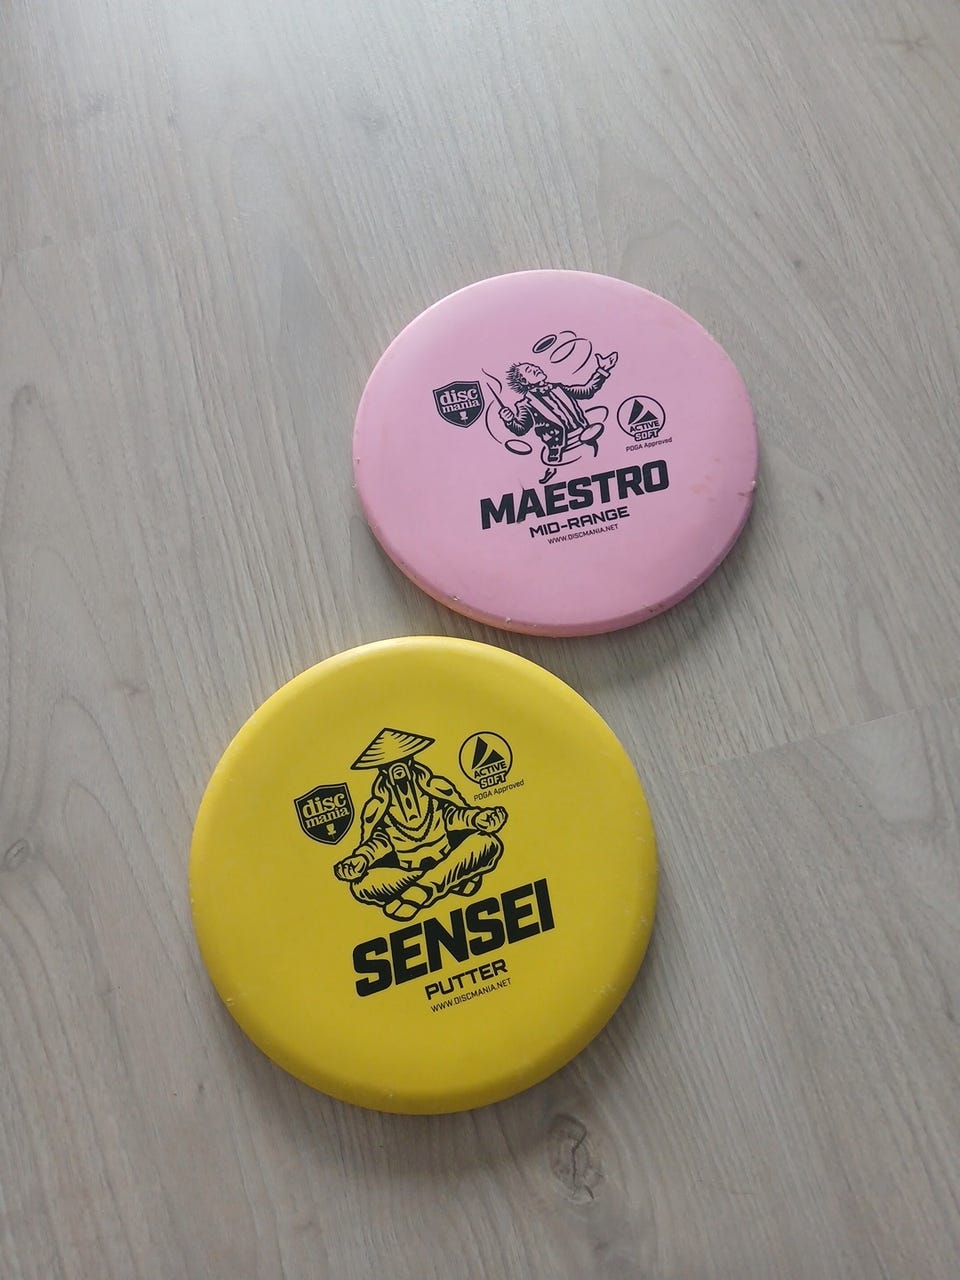 disc
mania
ACTIVE
SOFT
PDGA Approved
MAESTRO
MID-RANGE
WWW.DISCMANIA.NET
disc
mania
ACTIVE
SOFT
PDGA Approved
SENSEI
PUTTER
WWW.DISCMANIA.NET